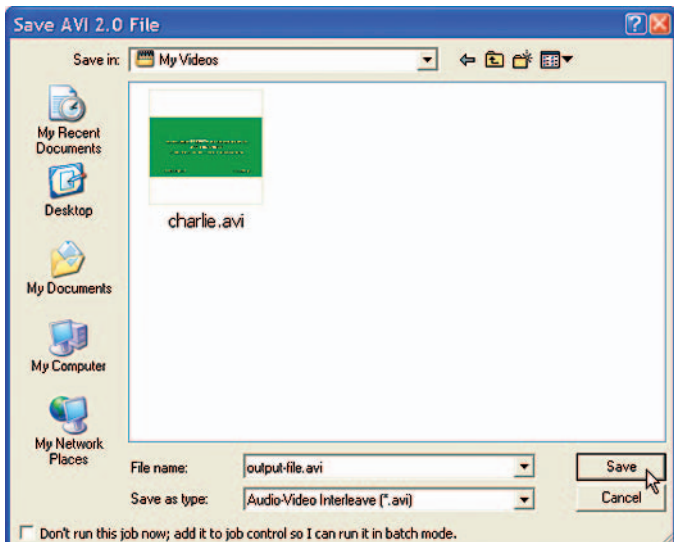 Save AVI 2.0 File
Save in:
My Videos
My Recent
Documents
Desktop
My Documents
My Computer
My Network
Places
charlie.avi
File name:
output-file.avi
Save
Save as type:
Audio-Video Interleave (*.avi)
Cancel
Don't run this job now; add it to job control so I can run it in batch mode.